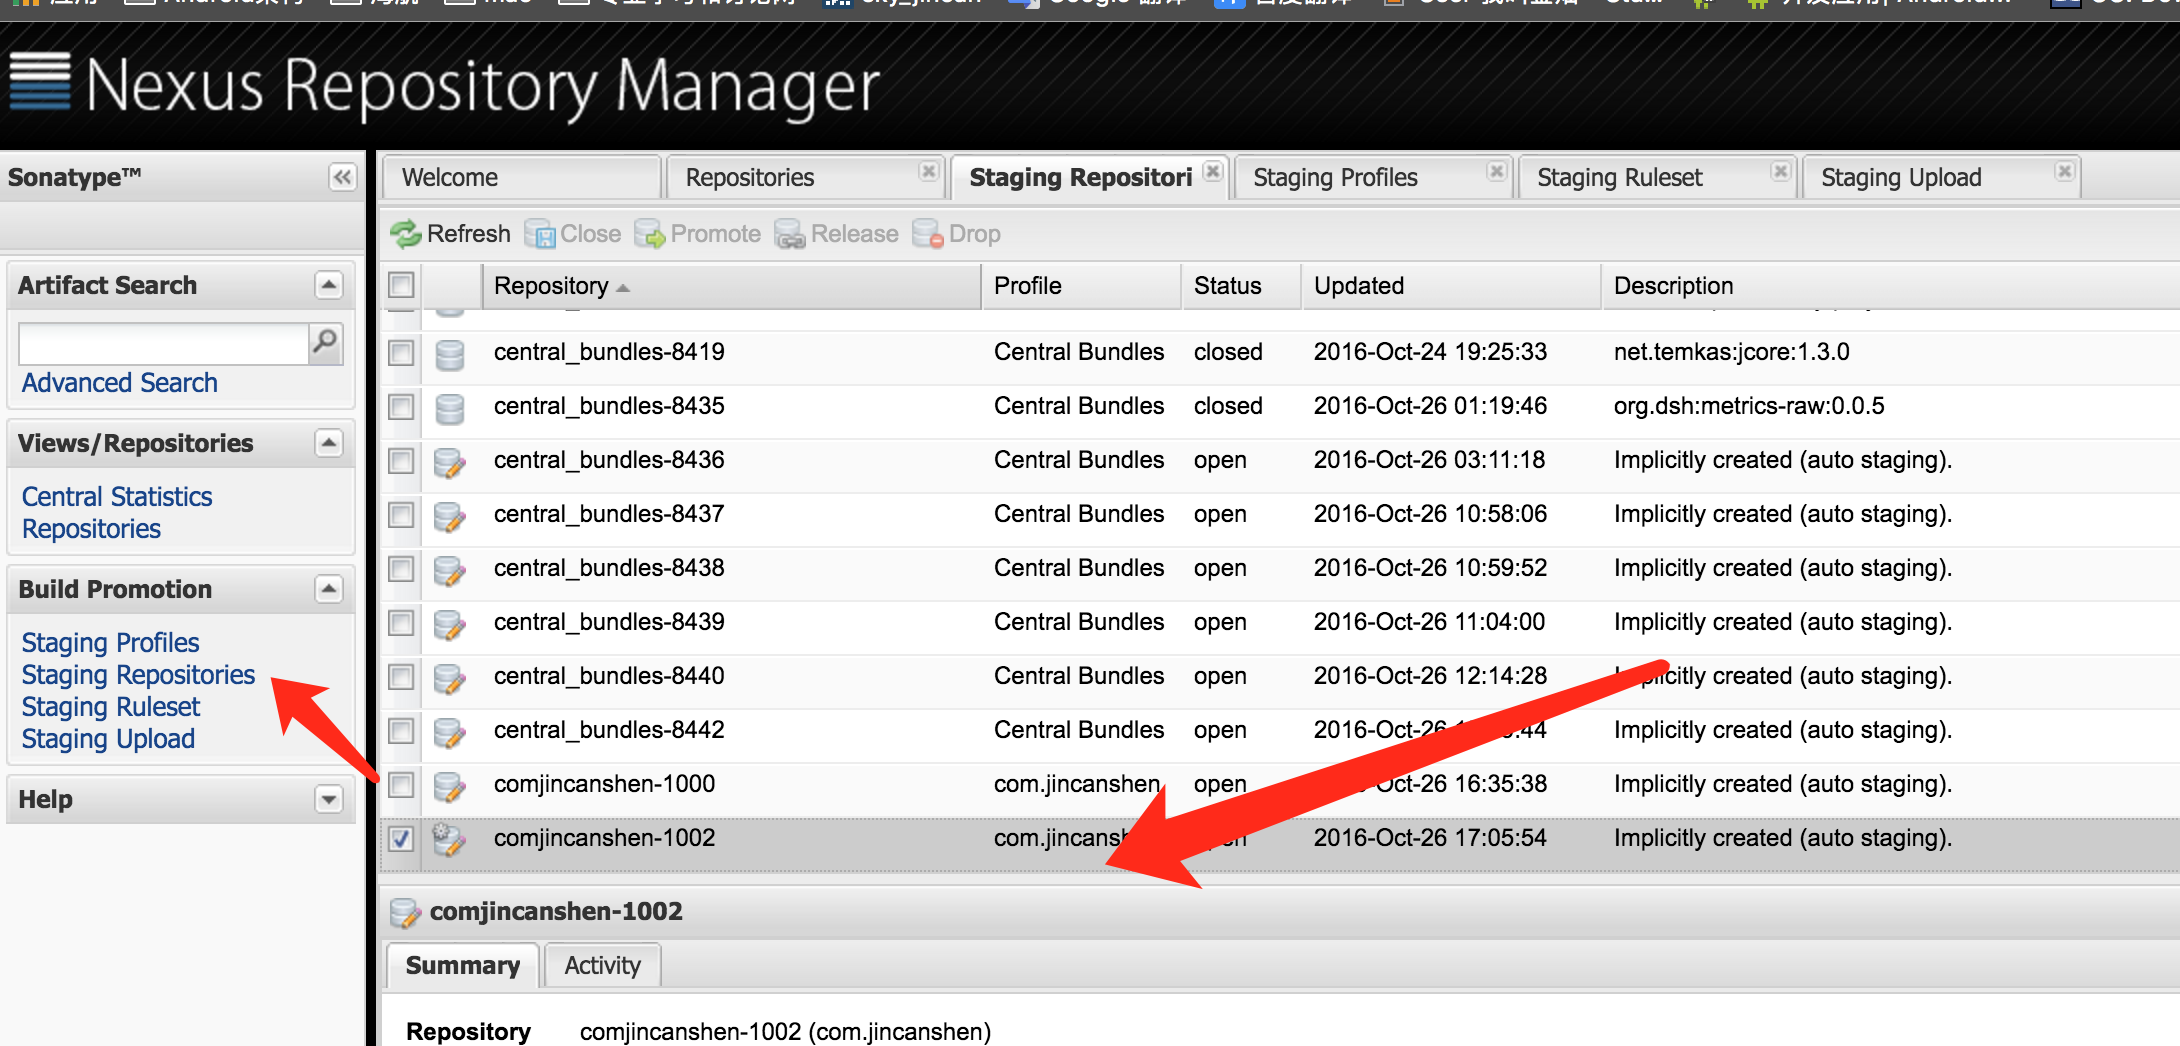 Nexus Repository Manager
Sonatype™
Welcome
Repositories
Staging Repositori
Staging Profiles
Staging Ruleset
Staging Upload
Refresh
Close
Promote
Release
Drop
Artifact Search
Advanced Search
Views/Repositories
Central Statistics
Repositories
Build Promotion
Staging Profiles
Staging Repositories
Staging Ruleset
Staging Upload
Help
Repository Profile Status Updated Description
central_bundles-8419 Central Bundles closed 2016-Oct-24 19:25:33 net.temkas:jcore:1.3.0
central_bundles-8435 Central Bundles closed 2016-Oct-26 01:19:46 org.dsh:metrics-raw:0.0.5
central_bundles-8436 Central Bundles open 2016-Oct-26 03:11:18 Implicitly created (auto staging).
central_bundles-8437 Central Bundles open 2016-Oct-26 10:58:06 Implicitly created (auto staging).
central_bundles-8438 Central Bundles open 2016-Oct-26 10:59:52 Implicitly created (auto staging).
central_bundles-8439 Central Bundles open 2016-Oct-26 11:04:00 Implicitly created (auto staging).
central_bundles-8440 Central Bundles open 2016-Oct-26 12:14:28 Implicitly created (auto staging).
central_bundles-8442 Central Bundles open 2016-Oct-26 Implicitly created (auto staging).
comjincanshen-1000 com.jincanshen open 2016-Oct-26 16:35:38 Implicitly created (auto staging).
comjincanshen-1002 2016-Oct-26 17:05:54 Implicitly created (auto staging).
comjincanshen-1002
Summary
Activity
Repository comjincanshen-1002 (com.jincanshen)